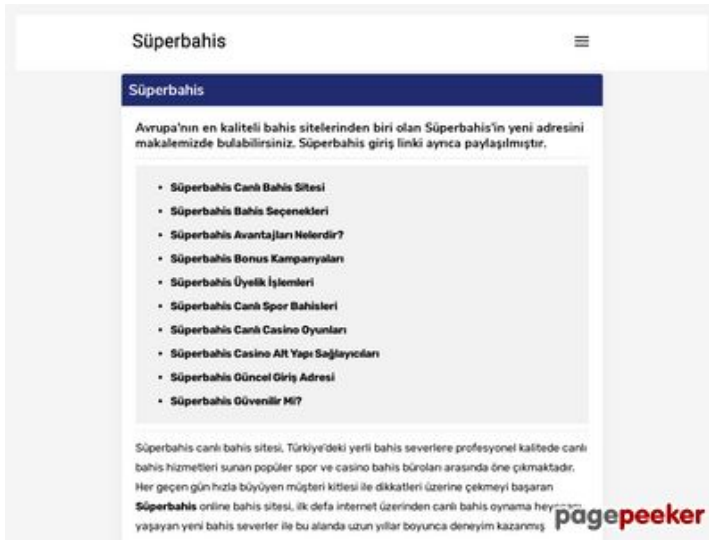 Süperbahis
Süperbahis
Avrupa'nın en kaliteli bahis sitelerinden biri olan Süperbahis'in yeni adresini
makalemizde bulabilirsiniz. Süperbahis giriş linki ayrıca paylaşılmıştır.
• Süperbahis Canlı Bahis Sitesi
• Süperbahis Bahis Seçenekleri
• Süperbahis Avantajları Nelerdir?
• Süperbahis Bonus Kampanyaları
• Süperbahis Üyelik İşlemleri
• Süperbahis Canlı Spor Bahisleri
• Süperbahis Canlı Casino Oyunları
• Süperbahis Casino Alt Yapı Sağlayıcıları
• Süperbahis Güncel Giriş Adresi
• Süperbahis Güvenilir Mi?
Süperbahis canlı bahis sitesi, Türkiye'deki yerli bahis severlere profesyonel kalitede canlı
bahis hizmetleri sunan popüler spor ve casino bahis büroları arasında öne çıkmaktadır.
Her geçen gün hızla büyüyen müşteri kitlesi ile dikkatleri üzerine çekmeyi başaran
Süperbahis online bahis sitesi, ilk defa internet üzerinden canlı bahis oynama
yaşayan yeni bahis severler ile bu alanda uzun yıllar boyunca deneyim kazanmış
pagepeeker